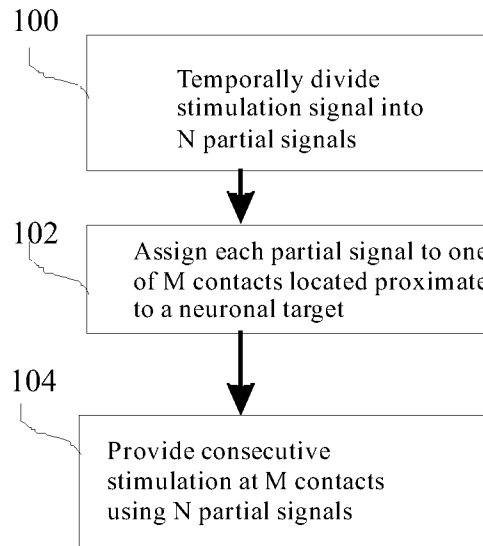 100
Temporally divide
stimulation signal into
N partial signals
102
Assign each partial signal to one
of M contacts located proximate
to a neuronal target
104
Provide consecutive
stimulation at M contacts
using N partial signals